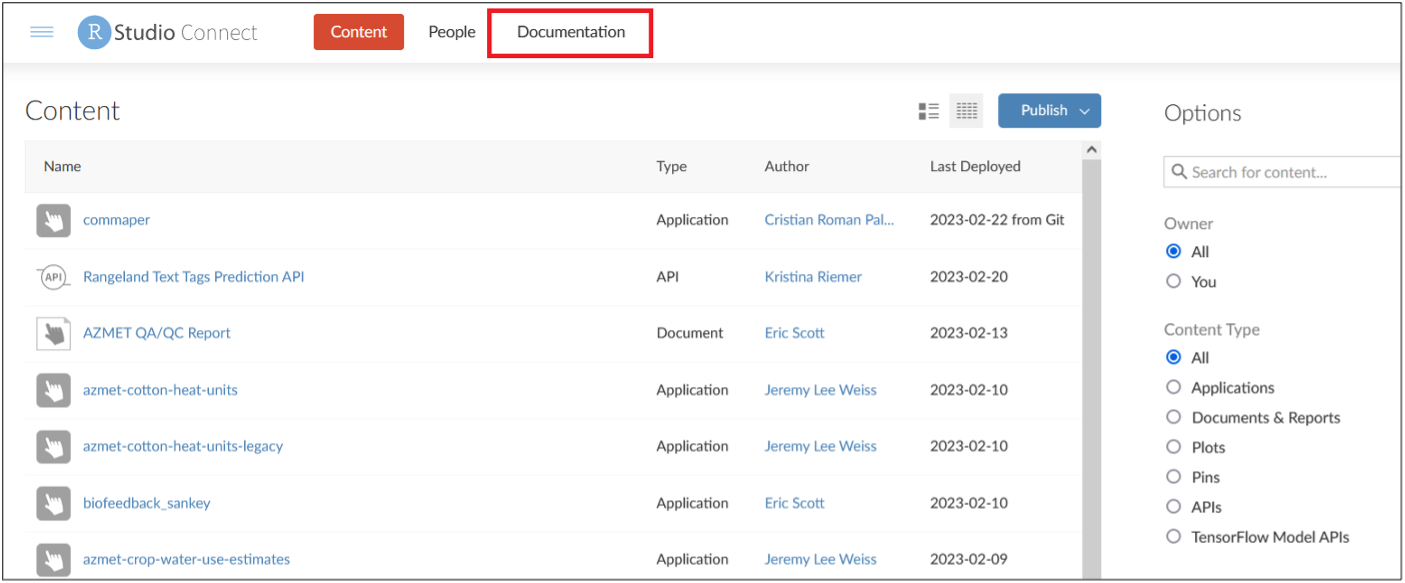 RStudio Connect Content People Documentation
Content
Publish
Options
Name Type Author Last Deployed
Search for content...
commaper Application Cristian Roman Pal... 2023-02-22 from Git
Owner
All
API Rangeland Text Tags Prediction API API Kristina Riemer 2023-02-20
You
AZMET QA/QC Report Document Eric Scott 2023-02-13
Content Type
All
azmet-cotton-heat-units Application Jeremy Lee Weiss 2023-02-10
Applications
Documents & Reports
azmet-cotton-heat-units-legacy Application Jeremy Lee Weiss 2023-02-10
Plots
Pins
biofeedback_sankey Application Eric Scott 2023-02-10
APIs
TensorFlow Model APIs
azmet-crop-water-use-estimates Application Jeremy Lee Weiss 2023-02-09